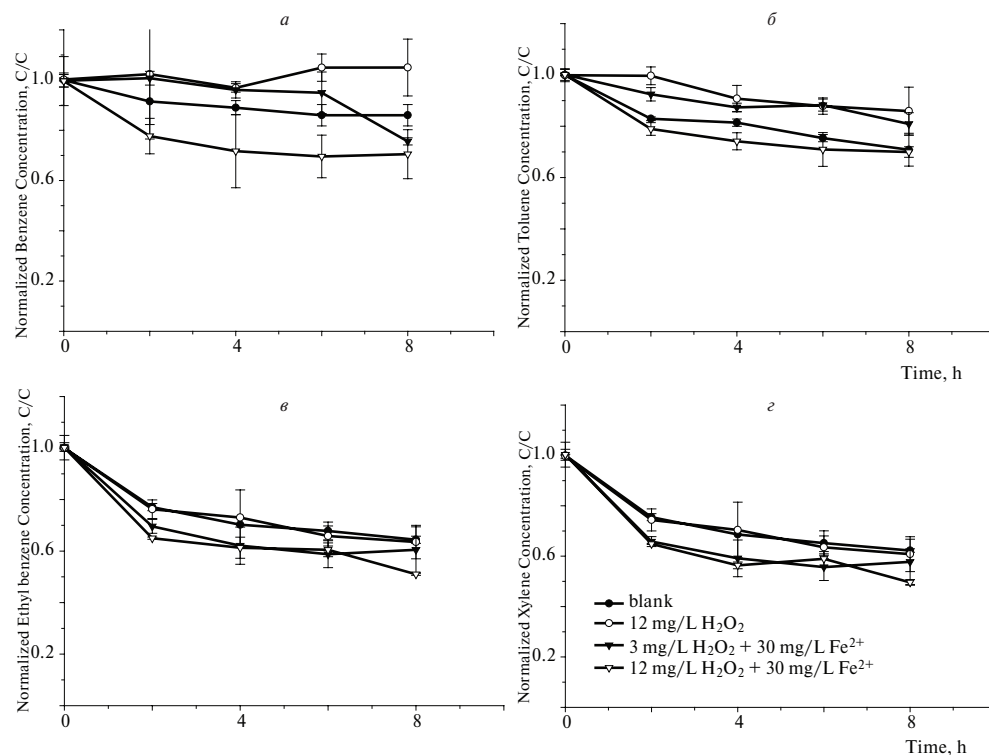 а
Normalized Benzene Concentration, C/C
1.0
0.6
0.2
0
4
8
б
Normalized Toluene Concentration, C/C
1.0
0.6
0.2
0
4
8
Time, h
в
Normalized Ethyl benzene Concentration, C/C
1.0
0.6
0.2
0
4
8
г
Normalized Xylene Concentration, C/C
1.0
0.6
0.2
blank
12 mg/L H₂O₂
3 mg/L H₂O₂ + 30 mg/L Fe²⁺
12 mg/L H₂O₂ + 30 mg/L Fe²⁺
0
4
8
Time, h